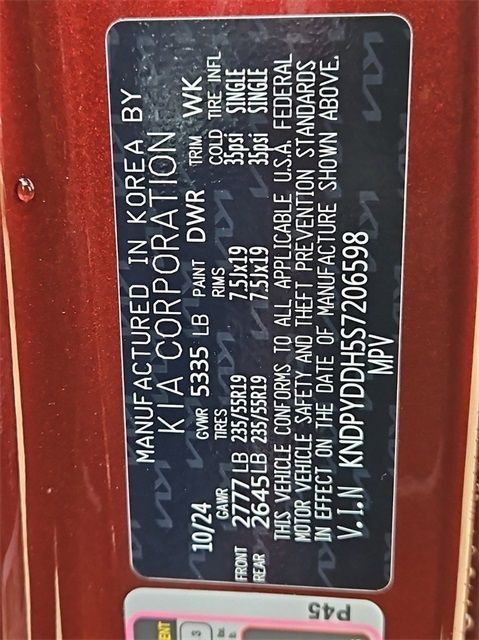 MANUFACTURED IN KOREA BY
KIA CORPORATION
10/24 GVWR 5335 LB PAINT DWR TRIM WK
GAWR TIRES RIMS COLD TIRE INFL
FRONT 2777 LB 235/55R19 7.5Jx19 35psi SINGLE
REAR 2645 LB 235/55R19 7.5Jx19 35psi SINGLE
THIS VEHICLE CONFORMS TO ALL APPLICABLE U.S.A. FEDERAL
MOTOR VEHICLE SAFETY AND THEFT PREVENTION STANDARDS
IN EFFECT ON THE DATE OF MANUFACTURE SHOWN ABOVE.
V.I.N KNDPYDDH5S7206598
MPV
P45